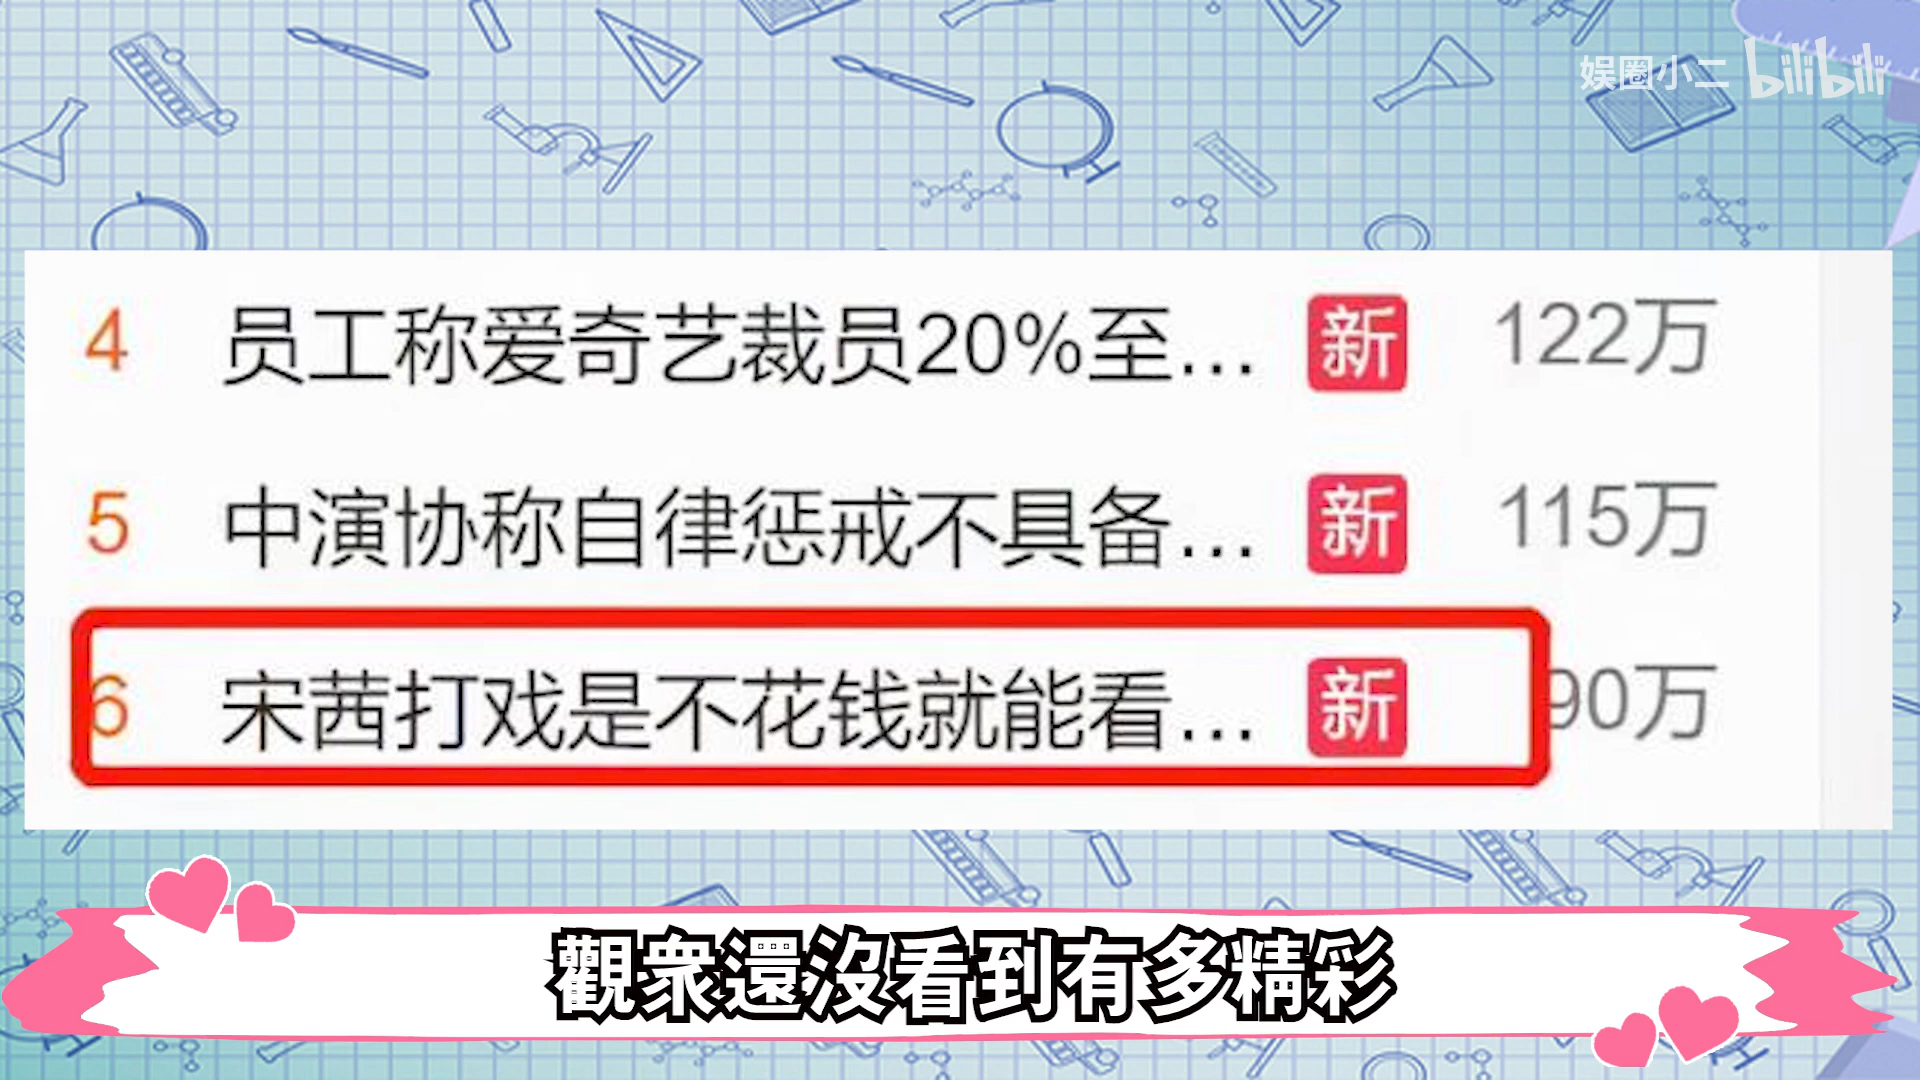 娱圈小二 bilibili
4 员工称爱奇艺裁员20%至... 新 122万
5 中演协称自律惩戒不具备... 新 115万
6 宋茜打戏是不花钱就能看... 新 90万
觀眾還沒看到有多精彩